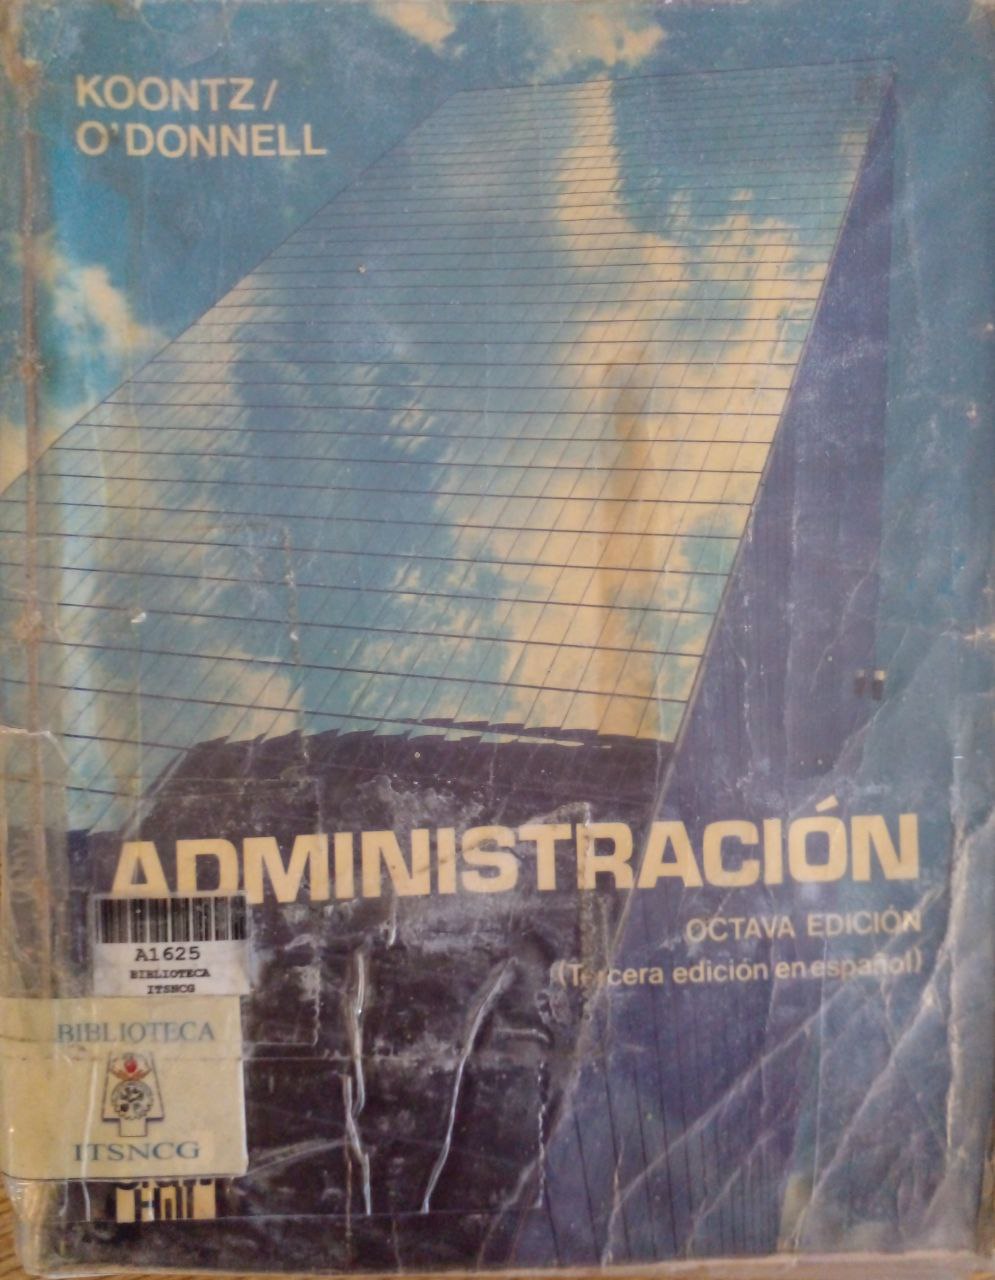 KOONTZ/
O'DONNELL
ADMINISTRACIÓN
OCTAVA EDICIÓN
(Tercera edición en español)
A1625
BIBLIOTECA
ITSNCG
BIBLIOTECA
ITSNCG